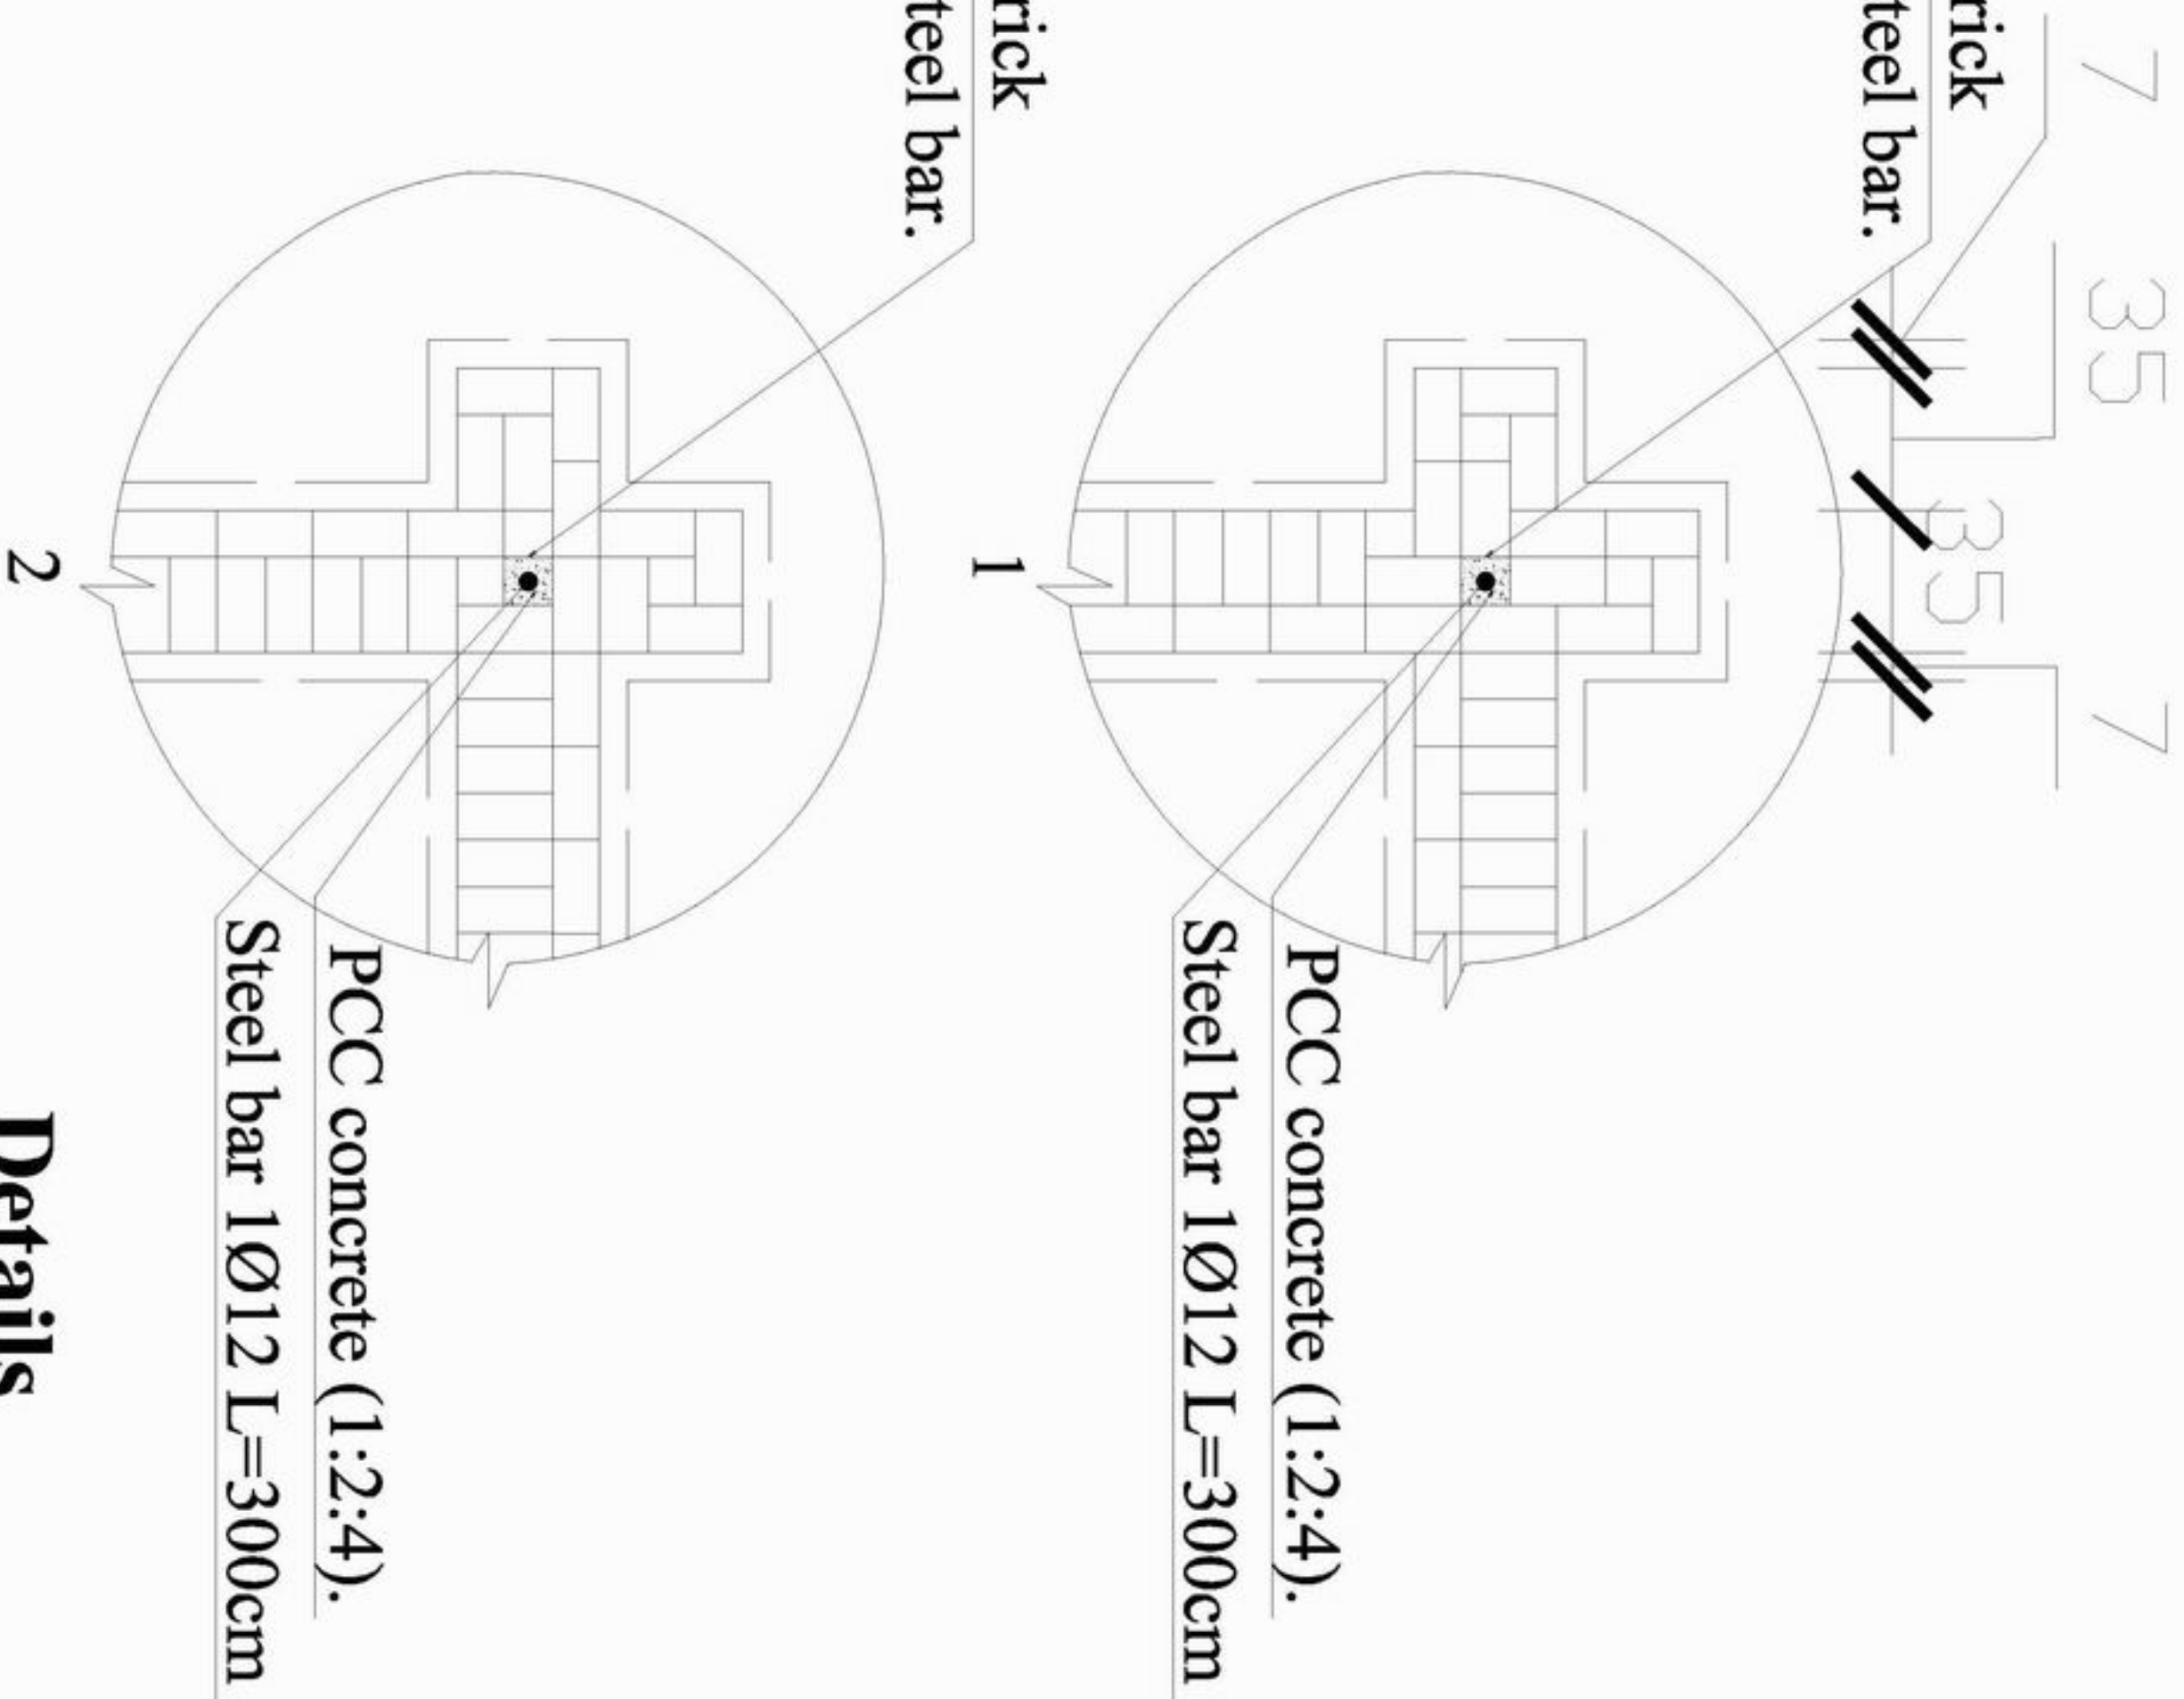 7
35
35
7
rick
teel bar.
PCC concrete (1:2:4).
Steel bar 1Ø12 L=300cm
1
rick
teel bar.
PCC concrete (1:2:4).
Steel bar 1Ø12 L=300cm
2
Details